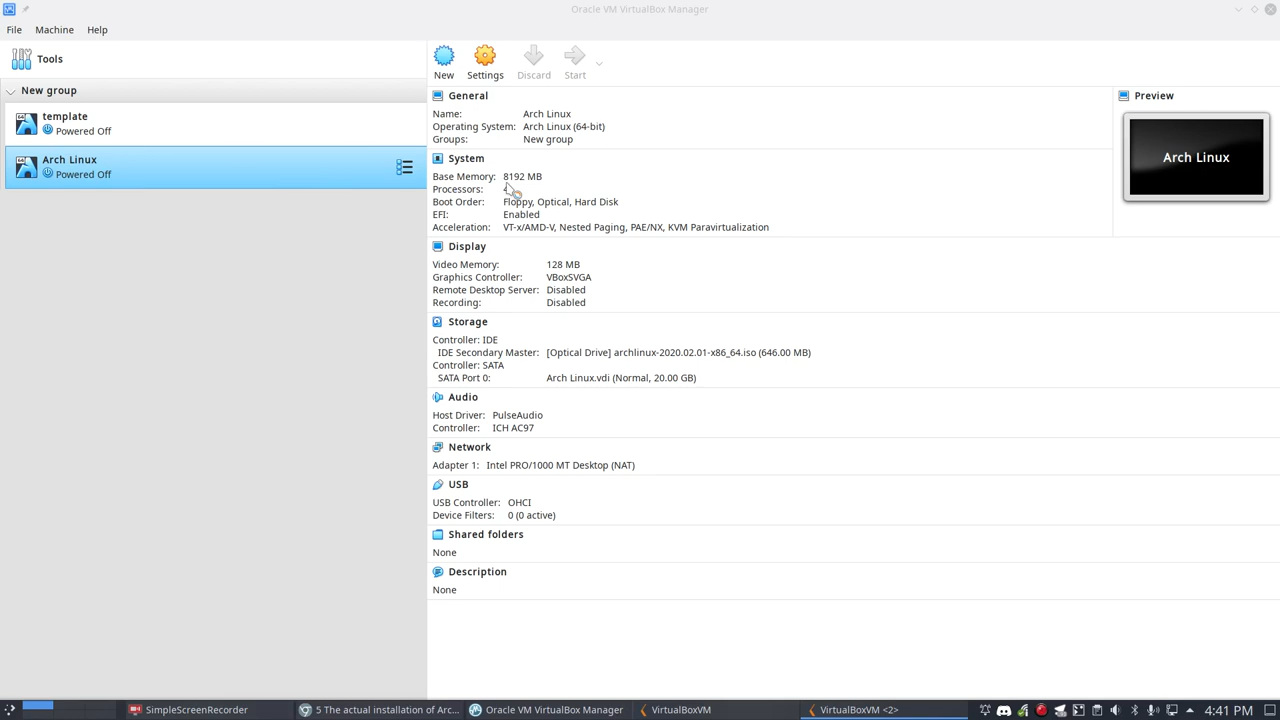 Oracle VM VirtualBox Manager
File Machine Help
Tools
New Settings Discard Start
New group
template
Powered Off
Arch Linux
Powered Off
General
Name: Arch Linux
Operating System: Arch Linux (64-bit)
Groups: New group
System
Base Memory: 8192 MB
Processors:
Boot Order: Floppy, Optical, Hard Disk
EFI: Enabled
Acceleration: VT-x/AMD-V, Nested Paging, PAE/NX, KVM Paravirtualization
Display
Video Memory: 128 MB
Graphics Controller: VBoxSVGA
Remote Desktop Server: Disabled
Recording: Disabled
Storage
Controller: IDE
IDE Secondary Master: [Optical Drive] archlinux-2020.02.01-x86_64.iso (646.00 MB)
Controller: SATA
SATA Port 0: Arch Linux.vdi (Normal, 20.00 GB)
Audio
Host Driver: PulseAudio
Controller: ICH AC97
Network
Adapter 1: Intel PRO/1000 MT Desktop (NAT)
USB
USB Controller: OHCI
Device Filters: 0 (0 active)
Shared folders
None
Description
None
Preview
Arch Linux
SimpleScreenRecorder 5 The actual installation of Arc... Oracle VM VirtualBox Manager VirtualBoxVM VirtualBoxVM <2> 4:41 PM